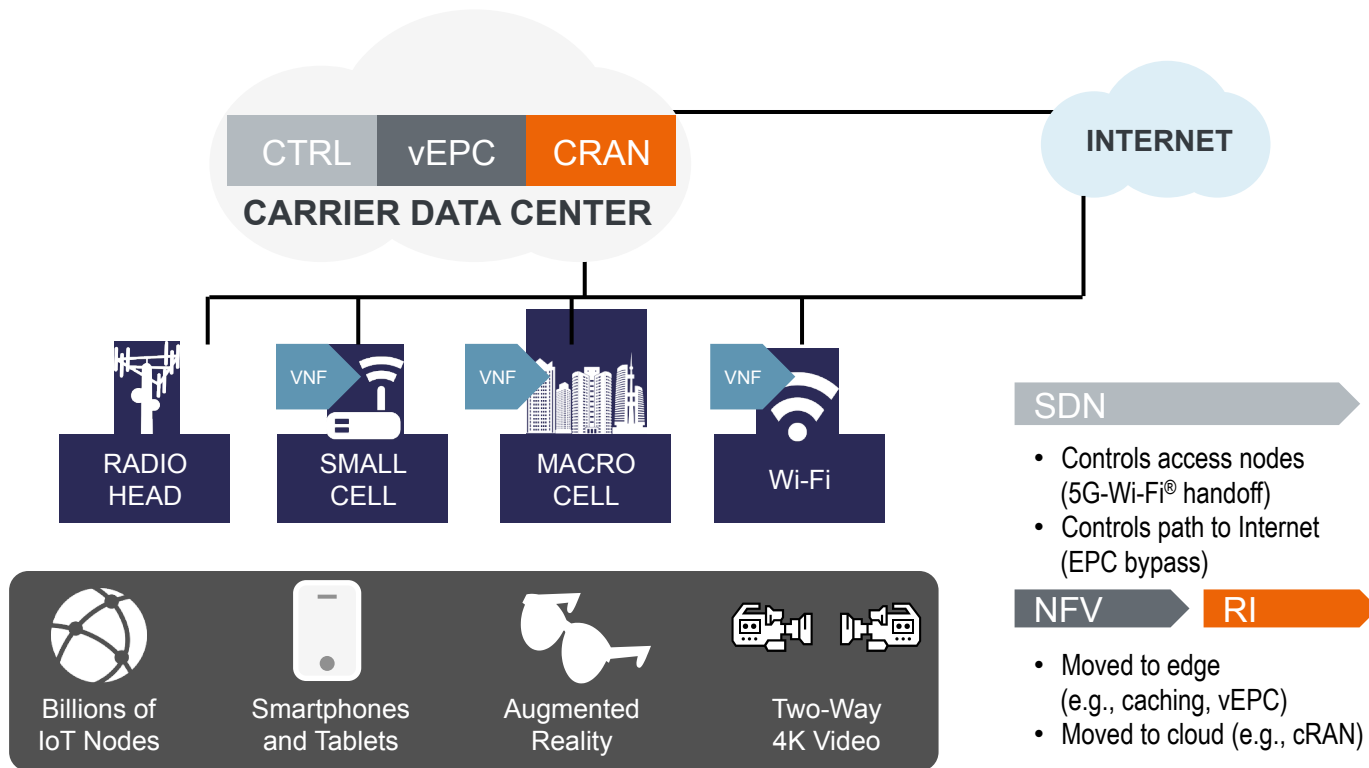 CTRL vEPC CRAN
CARRIER DATA CENTER
INTERNET
VNF
VNF
VNF
RADIO
HEAD
SMALL
CELL
MACRO
CELL
Wi-Fi
SDN
• Controls access nodes
(5G-Wi-Fi® handoff)
• Controls path to Internet
(EPC bypass)
NFV RI
• Moved to edge
(e.g., caching, vEPC)
• Moved to cloud (e.g., cRAN)
Billions of
IoT Nodes
Smartphones
and Tablets
Augmented
Reality
Two-Way
4K Video